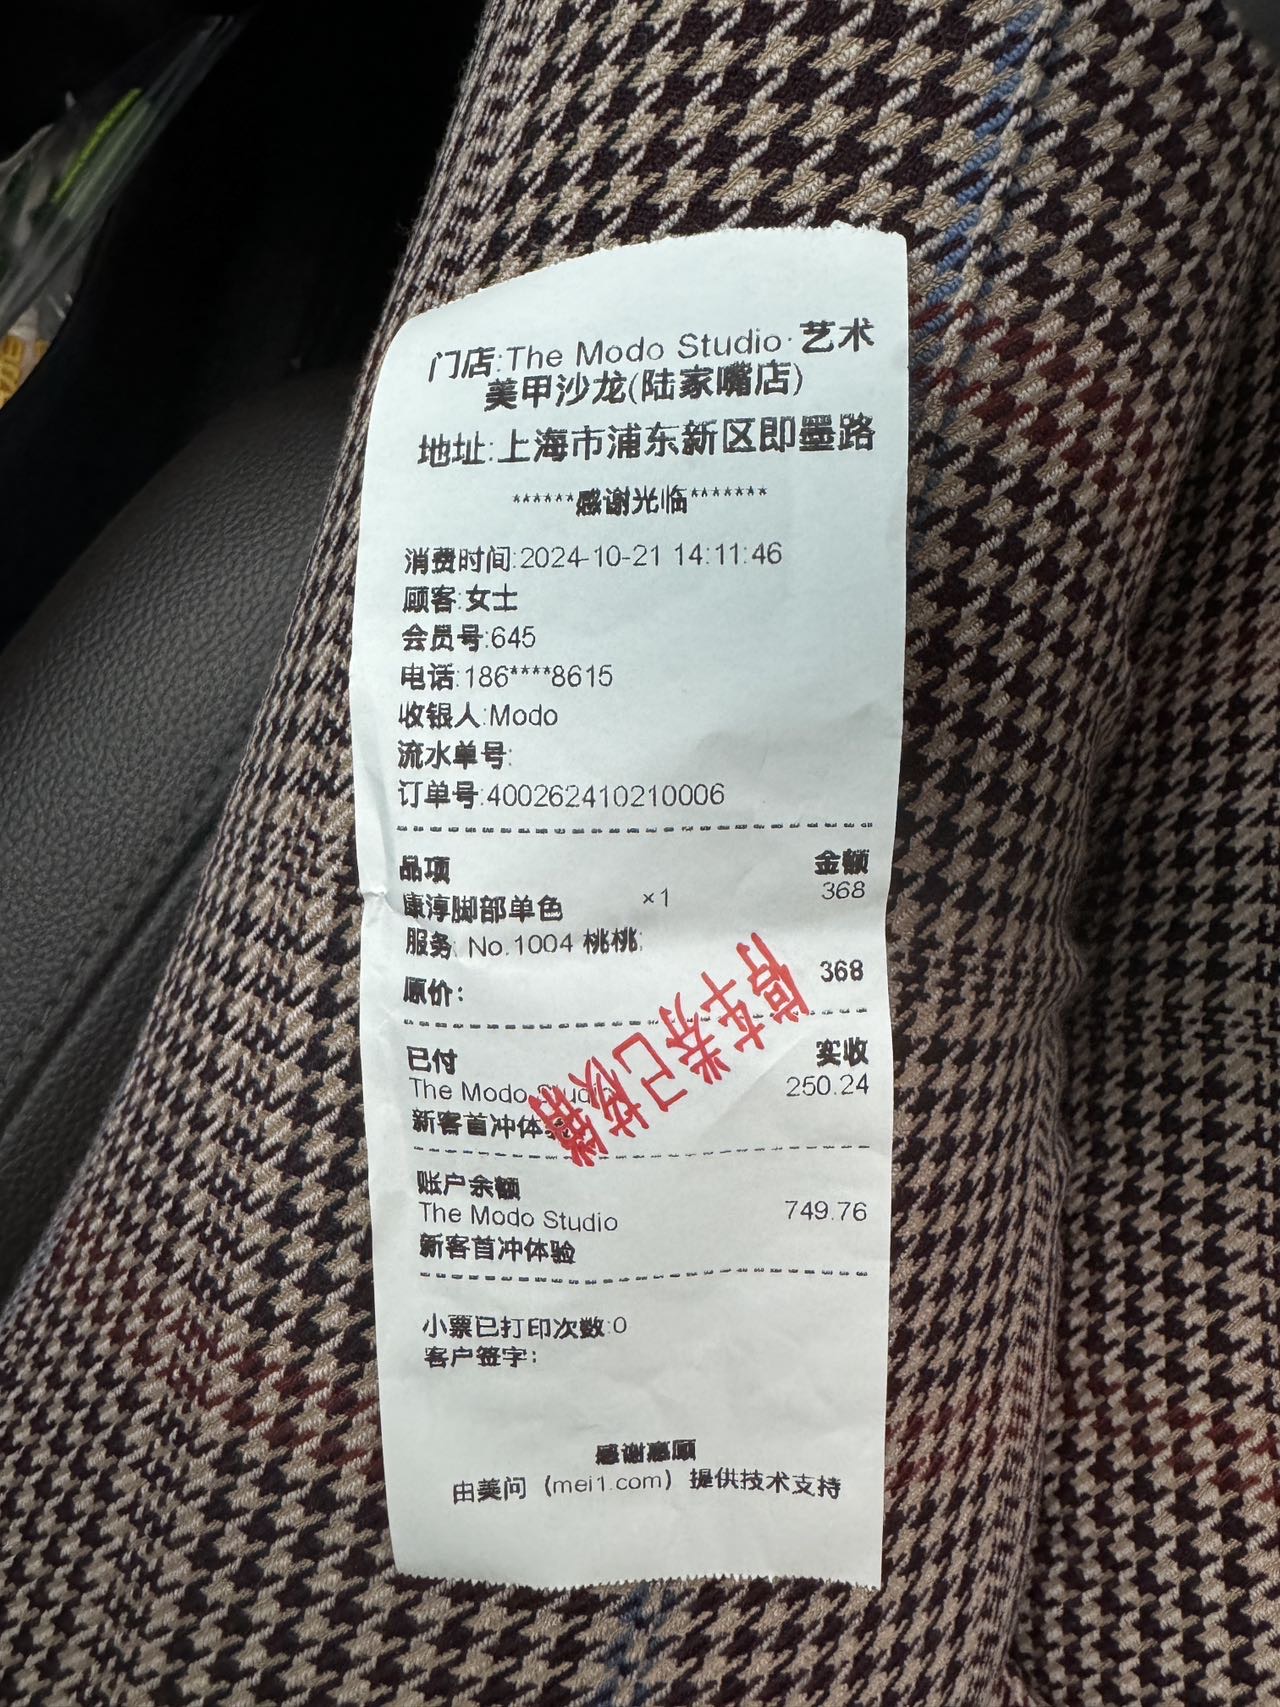 门店:The Modo Studio·艺术
美甲沙龙(陆家嘴店)
地址:上海市浦东新区即墨路
******感谢光临*******
消费时间:2024-10-21 14:11:46
顾客:女士
会员号:645
电话:186****8615
收银人:Modo
流水单号:
订单号:400262410210006
品项 金额
康淳脚部单色 ×1 368
服务: No.1004 桃桃;
原价: 368
停车券已核销
已付 实收
The Modo Studio 250.24
新客首冲体验
账户余额
The Modo Studio 749.76
新客首冲体验
小票已打印次数:0
客户签字:
感谢惠顾
由美问（mei1.com）提供技术支持